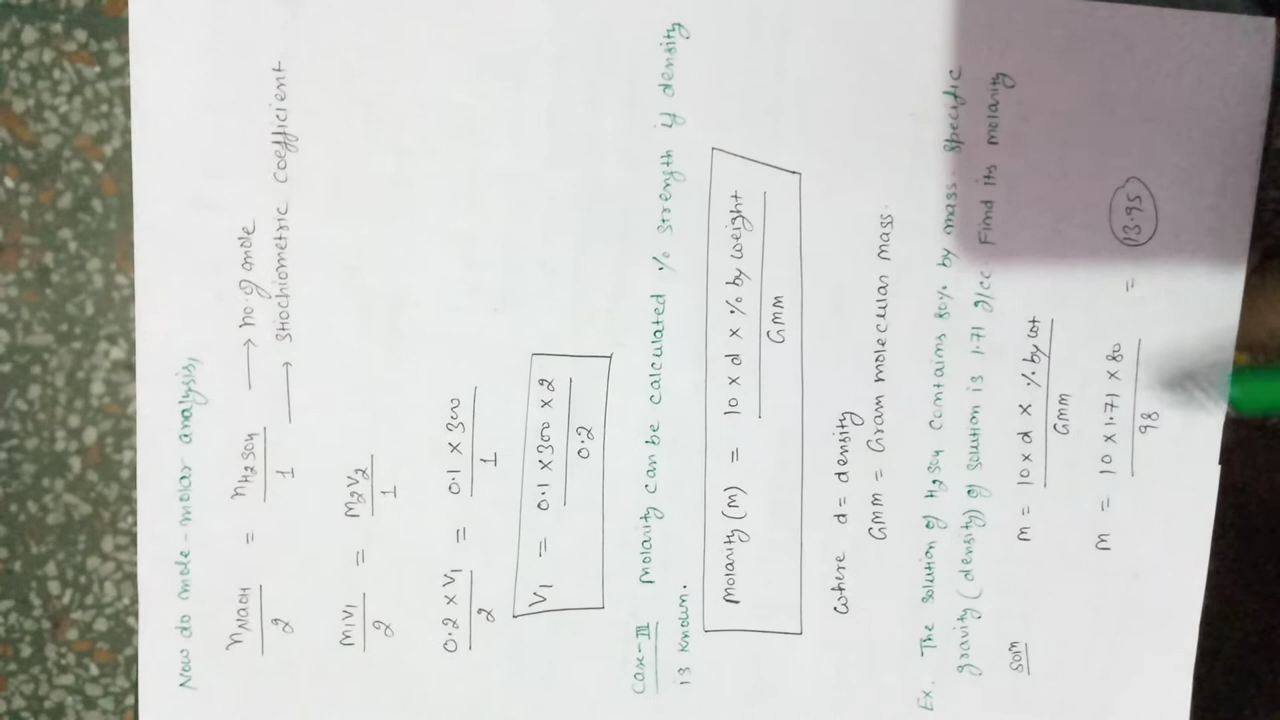 Now do mole-molar analysis,
nNaOH / 2 = nH2SO4 / 1 → no. of mole
→ Stochiometric coefficient
M1V1 / 2 = M2V2 / 1
0.2 × V1 / 2 = 0.1 × 300 / 1
V1 = 0.1 × 300 × 2 / 0.2
Case-III Molarity can be calculated % strength if density
is known.
Molarity (M) = 10 × d × % by weight / GMM
Where d = density
GMM = Gram molecular mass.
Ex. The solution of H2SO4 contains 80% by mass. Specific
gravity (density) of solution is 1.71 g/cc. Find its molarity
Soln M = 10 × d × % by wt / GMM
M = 10 × 1.71 × 80 / 98 = 13.95